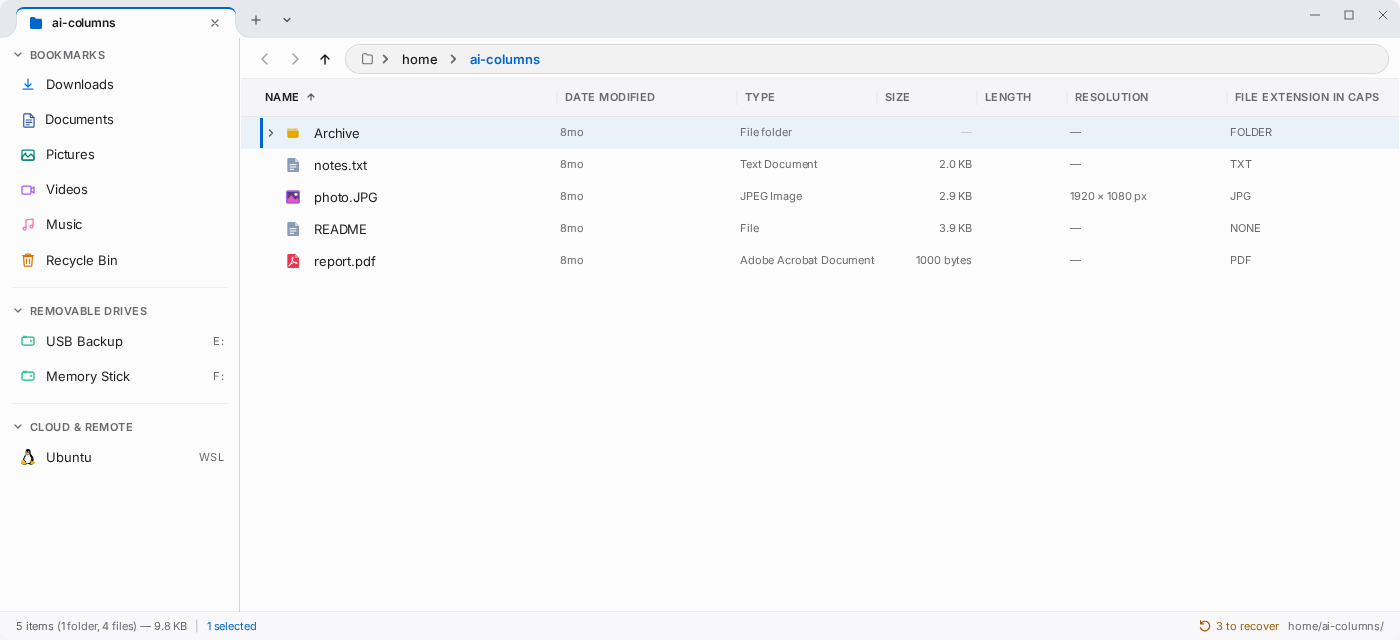 ai-columns
BOOKMARKS
Downloads
Documents
Pictures
Videos
Music
Recycle Bin
REMOVABLE DRIVES
USB Backup E:
Memory Stick F:
CLOUD & REMOTE
Ubuntu WSL
home ai-columns
NAME DATE MODIFIED TYPE SIZE LENGTH RESOLUTION FILE EXTENSION IN CAPS
Archive 8mo File folder — — FOLDER
notes.txt 8mo Text Document 2.0 KB — TXT
photo.JPG 8mo JPEG Image 2.9 KB 1920 × 1080 px JPG
README 8mo File 3.9 KB — NONE
report.pdf 8mo Adobe Acrobat Document 1000 bytes — PDF
5 items (1 folder, 4 files) — 9.8 KB 1 selected 3 to recover home/ai-columns/